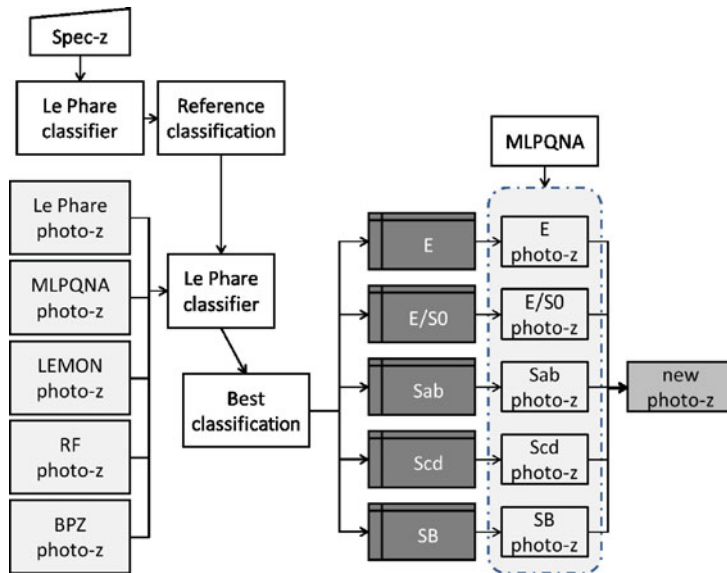 Spec-z
Le Phare
classifier
Reference
classification
MLPQNA
Le Phare
photo-z
MLPQNA
photo-z
LEMON
photo-z
RF
photo-z
BPZ
photo-z
Le Phare
classifier
Best
classification
E
E/S0
Sab
Scd
SB
E
photo-z
E/S0
photo-z
Sab
photo-z
Scd
photo-z
SB
photo-z
new
photo-z